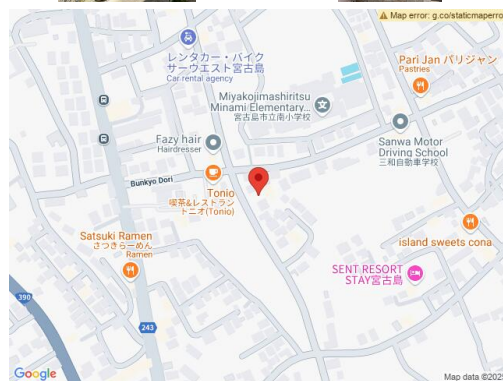 Map error: g.co/staticmaperro
レンタカー・バイク
サーウエスト宮古島
Car rental agency
Pari Jan パリジャン
Pastries
Miyakojimashiritsu
Minami Elementary...
宮古島市立南小学校
Fazy hair
Hairdresser
Sanwa Motor
Driving School
三和自動車学校
Bunkyo Dori
Tonio
喫茶&レストラン
トニオ(Tonio)
Satsuki Ramen
さつきらーめん
Ramen
island sweets cona
SENT RESORT
STAY宮古島
390
243
Google
Map data ©202